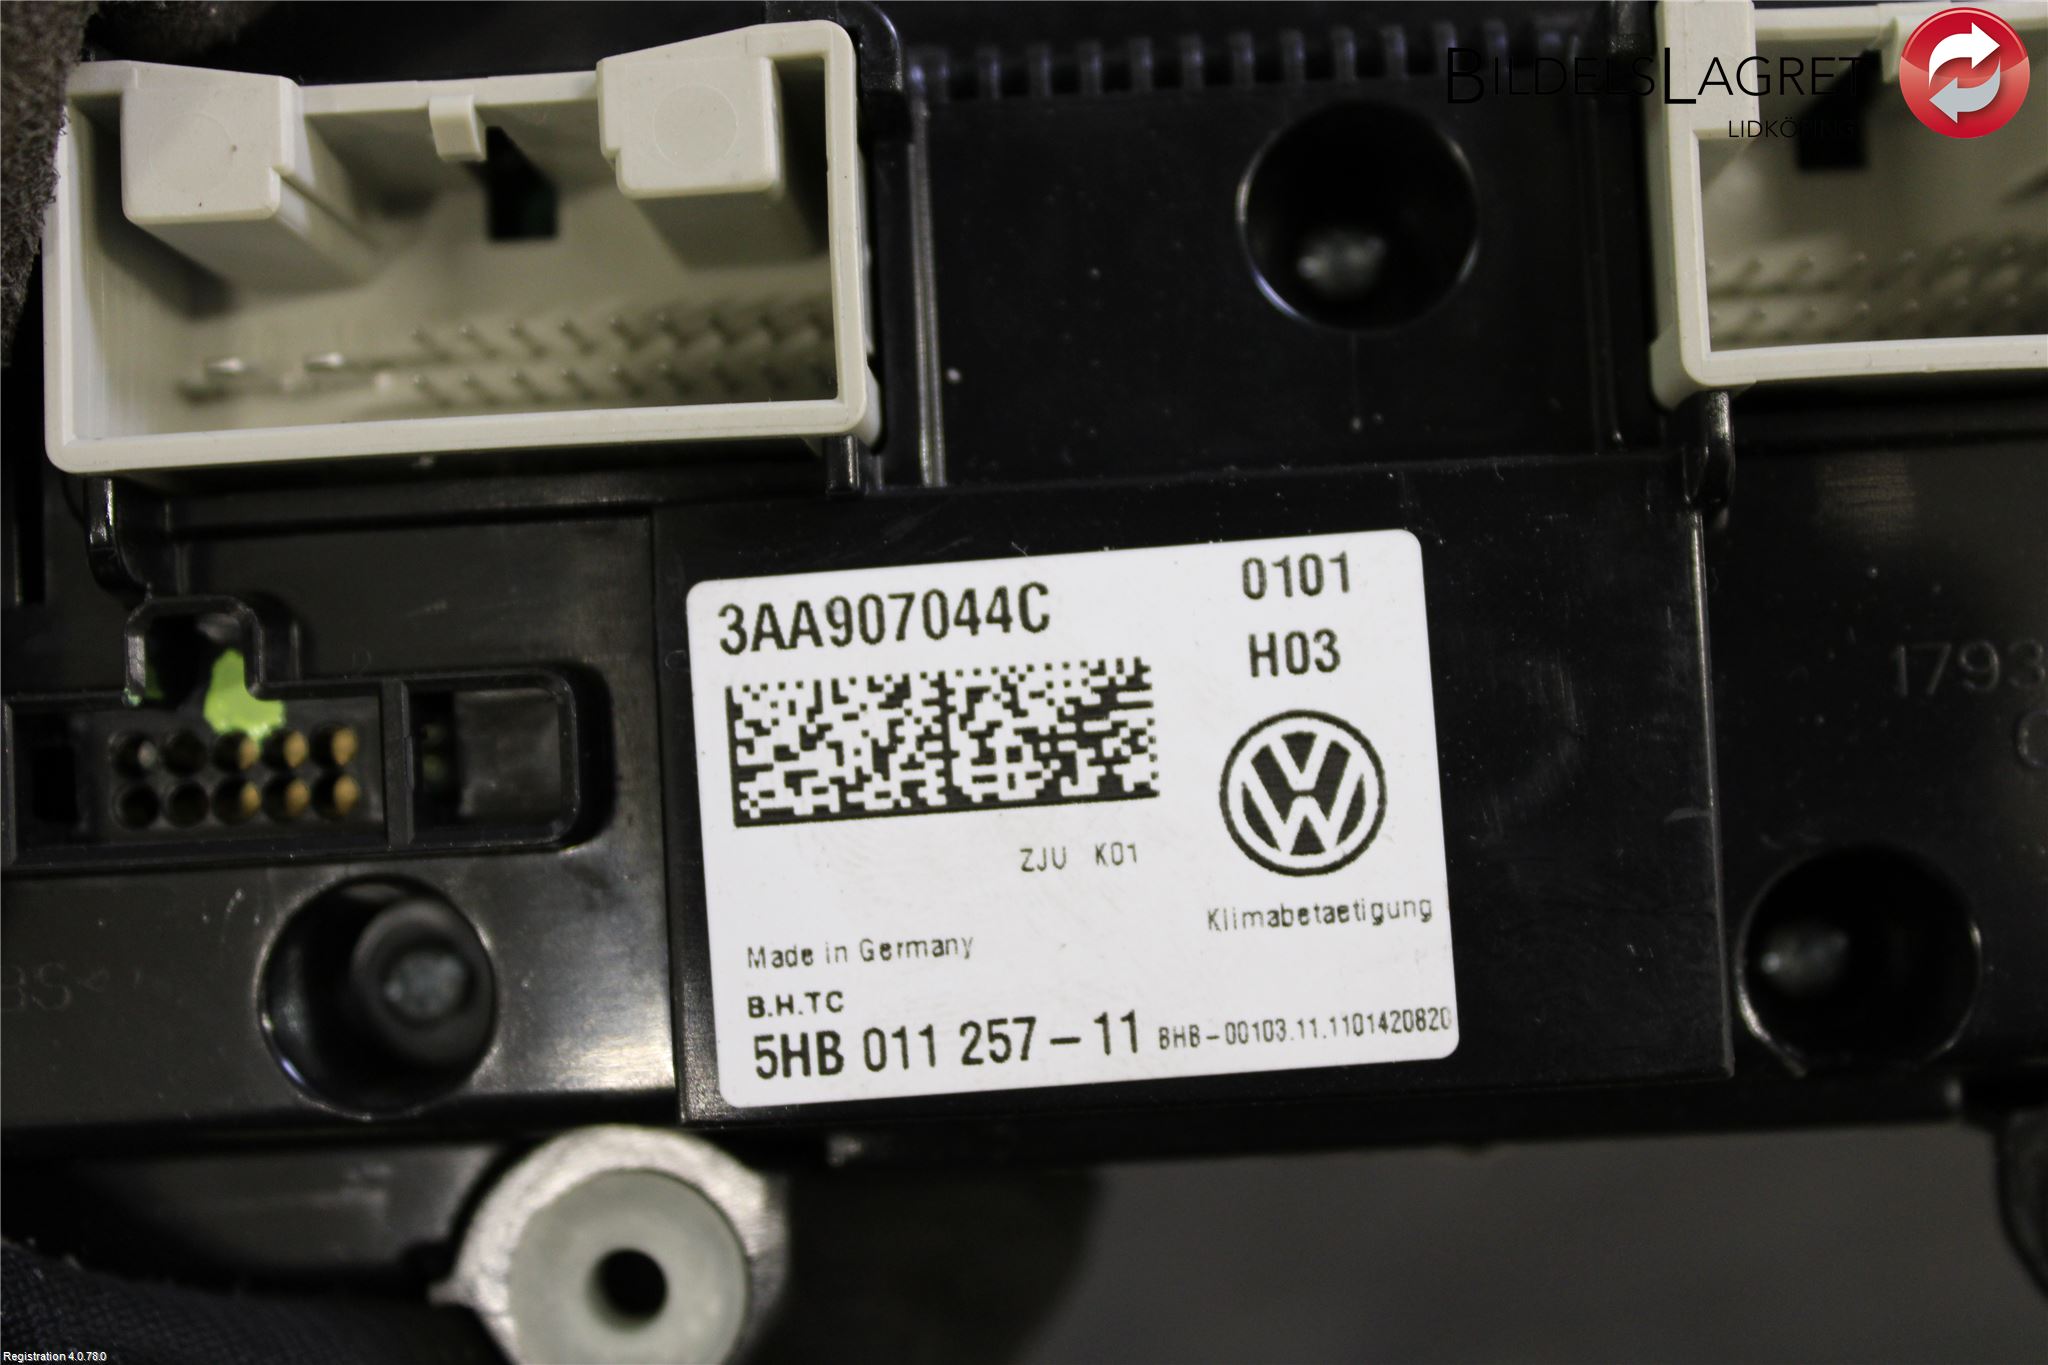 BILDELSLAGRET
LIDKÖPING
3AA907044C
0101
H03
ZJU K01
Klimabetaetigung
Made in Germany
B.H.TC
5HB 011 257-11
BHB-00103.11.1101420820
1793
Registration 4.0.78.0